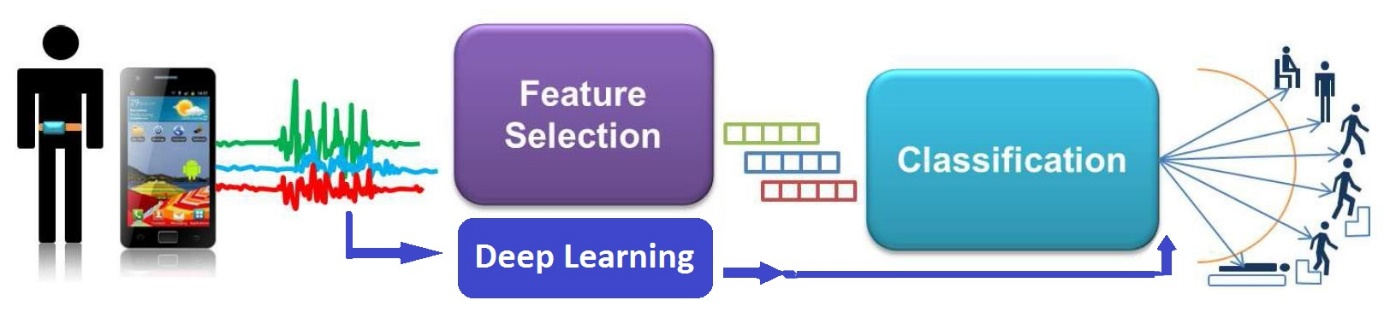 Feature
Selection
Deep Learning
Classification